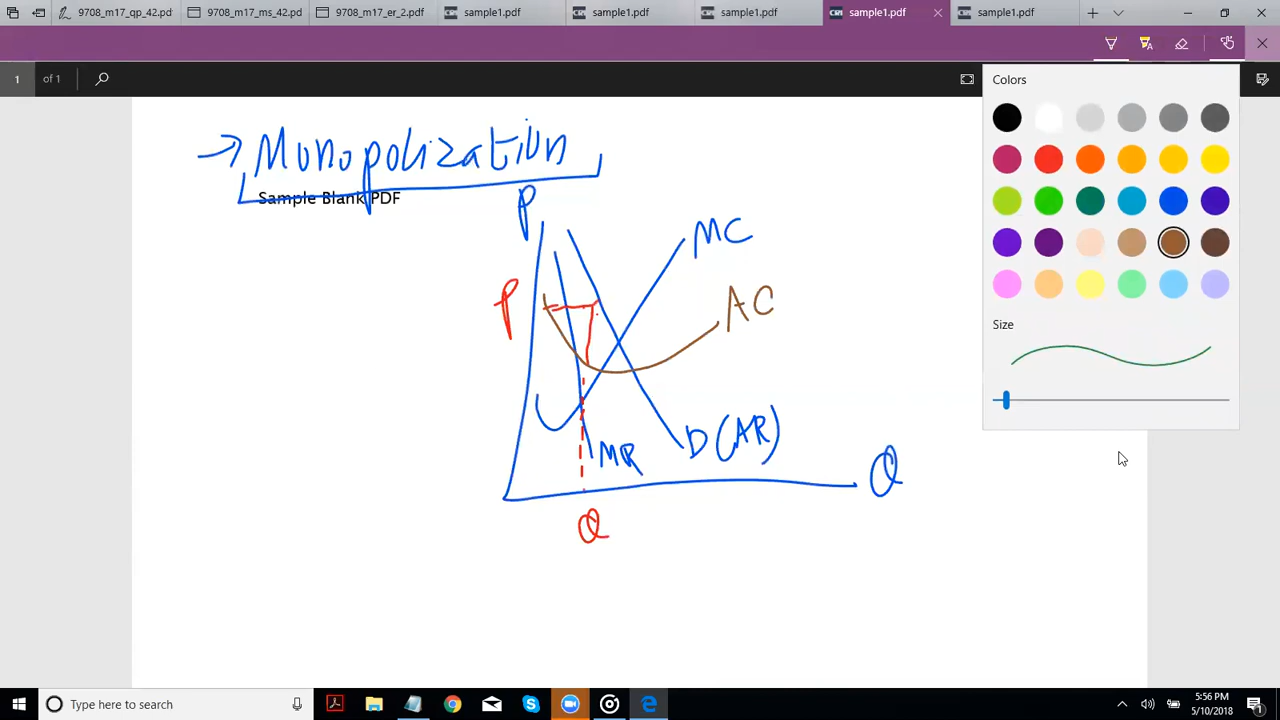 9708_m17_qp_42.pd
9708_m17_ms_42.pd
9708_m17_er_2.pdf
sample1.pdf
sample1.pdf
sample1.pdf
sample1.pdf
sample1.pdf
1 of 1
Colors
→ Monopolization
Sample Blank PDF
P
MC
P
AC
Size
D(AR)
MR
Q
Q
Type here to search
5:56 PM
5/10/2018
1